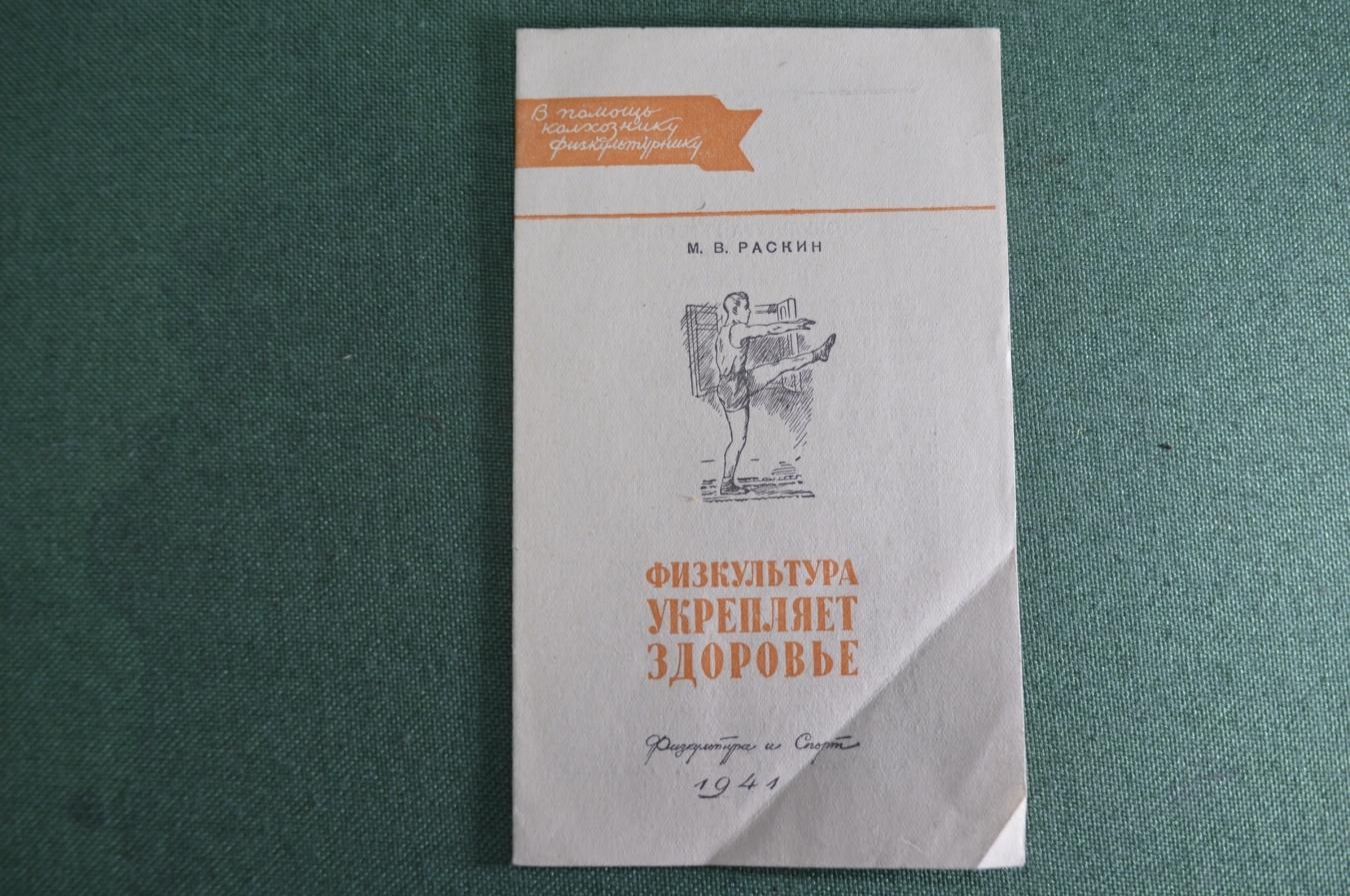 В помощь
колхознику
физкультурнику
М. В. РАСКИН
ФИЗКУЛЬТУРА
УКРЕПЛЯЕТ
ЗДОРОВЬЕ
Физкультура и Спорт
1941